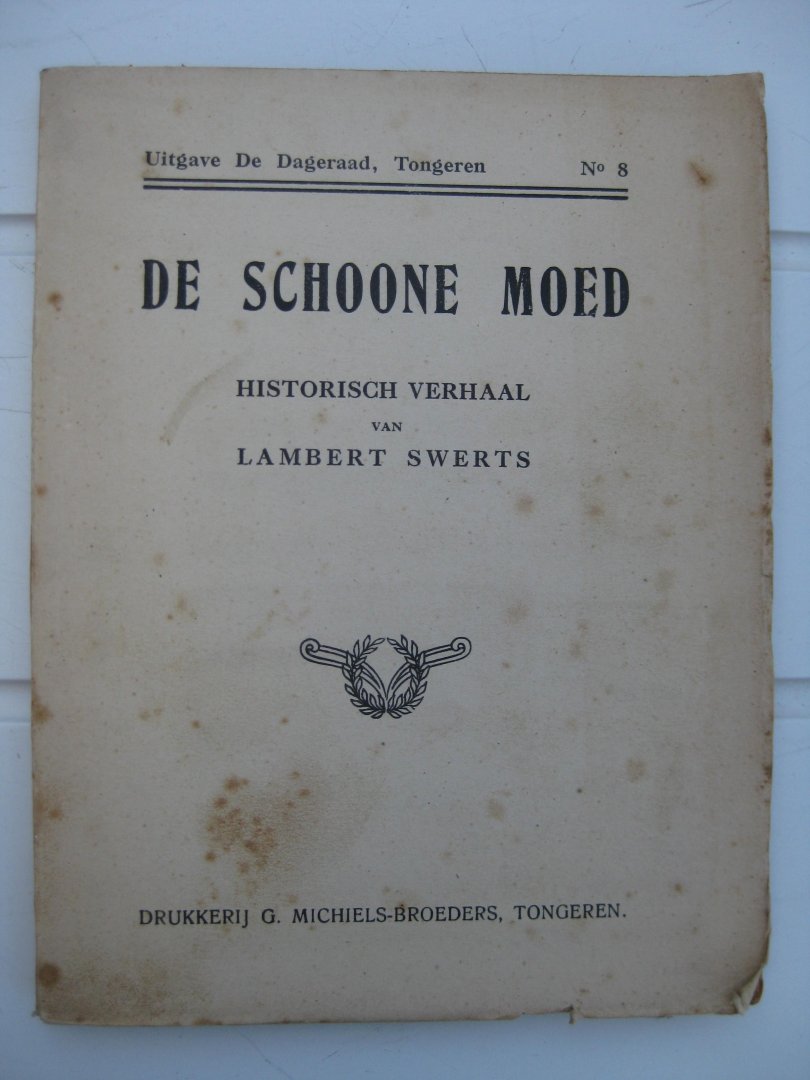 Uitgave De Dageraad, Tongeren No 8
DE SCHOONE MOED
HISTORISCH VERHAAL
VAN
LAMBERT SWERTS
DRUKKERIJ G. MICHIELS-BROEDERS, TONGEREN.